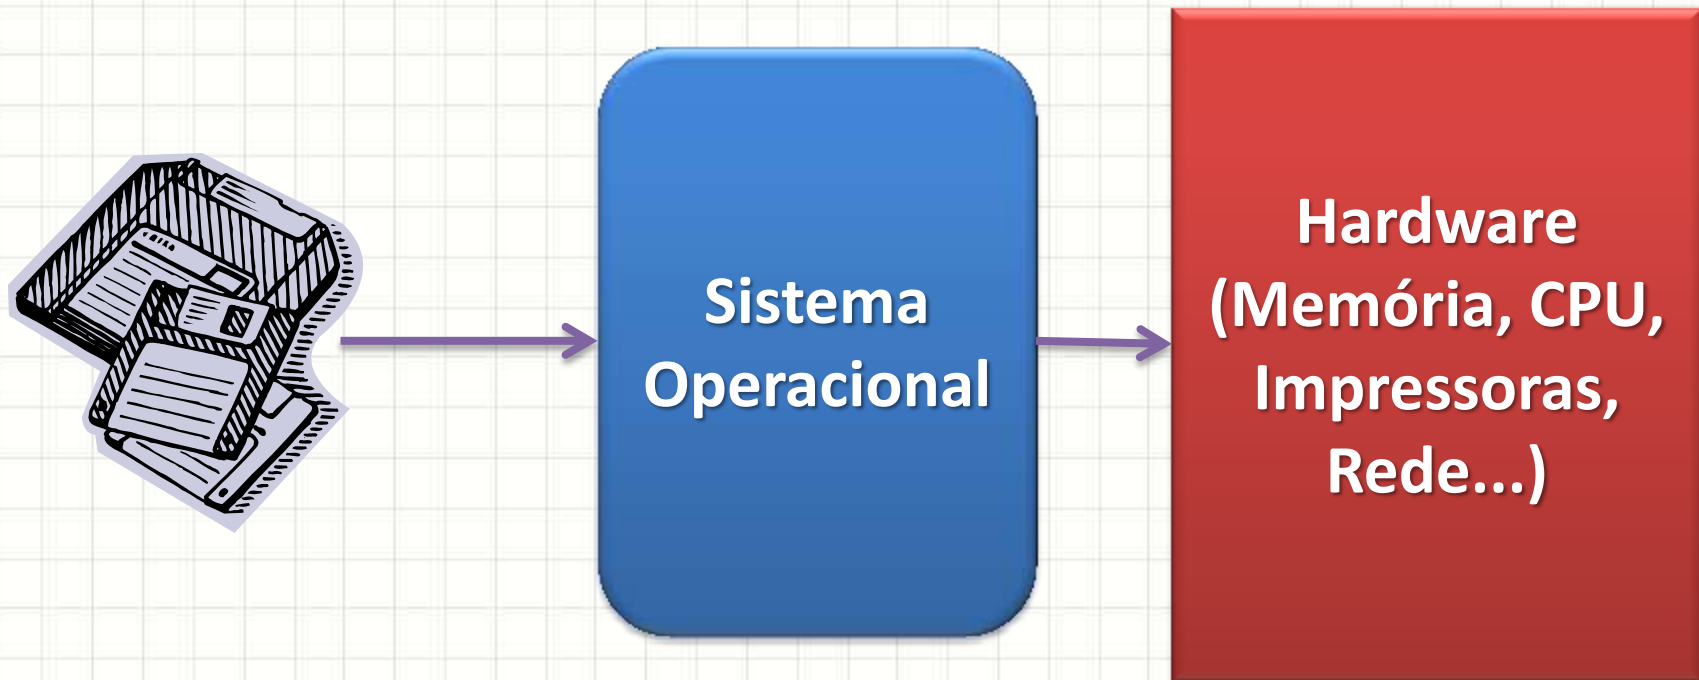 Sistema
Operacional
Hardware
(Memória, CPU,
Impressoras,
Rede...)